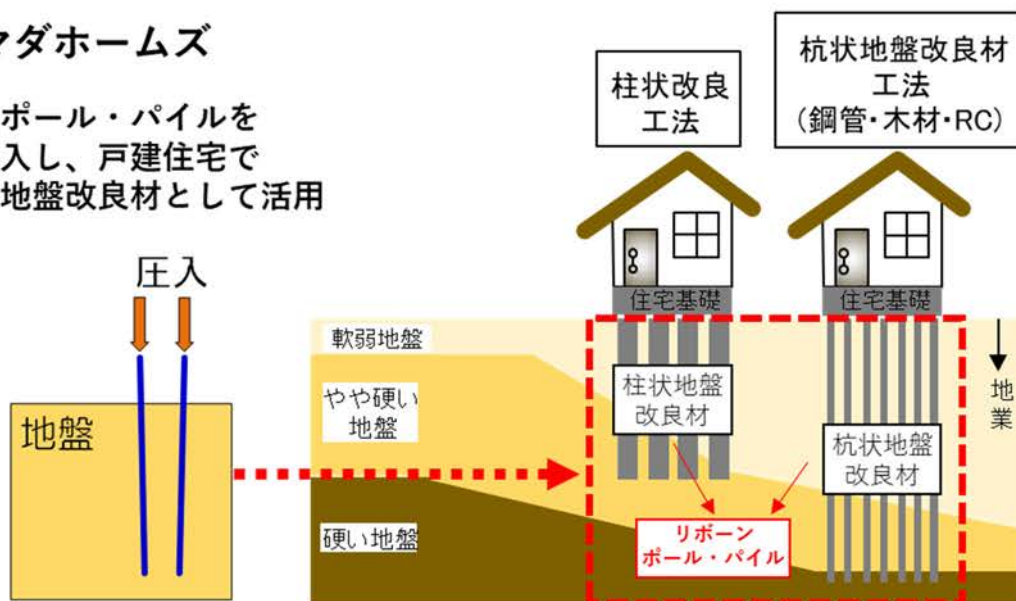 マダホームズ
ポール・パイルを
入し、戸建住宅で
地盤改良材として活用
圧入
地盤
柱状改良
工法
杭状地盤改良材
工法
（鋼管・木材・RC）
住宅基礎
住宅基礎
軟弱地盤
やや硬い
地盤
硬い地盤
柱状地盤
改良材
杭状地盤
改良材
リボーン
ポール・パイル
地
業